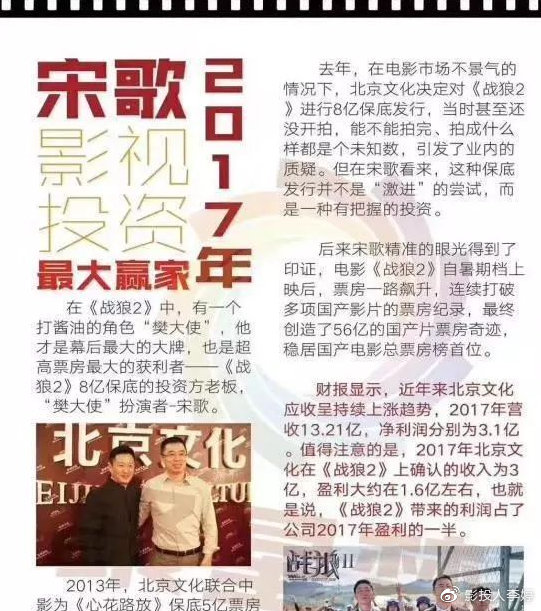 宋歌
影视
投资
最大赢家
2017年
在《战狼2》中，有一个
打酱油的角色“樊大使”，他
才是幕后最大的大牌，也是超
高票房最大的获利者——《战
狼2》8亿保底的投资方老板，
“樊大使”扮演者-宋歌。
北京文化
2013年，北京文化联合中
影为《心花路放》保底5亿票房
去年，在电影市场不景气的
情况下，北京文化决定对《战狼2
》进行8亿保底发行，当时甚至还
没开拍，能不能拍完、拍成什么
样都是个未知数，引发了业内的
质疑。但在宋歌看来，这种保底
发行并不是“激进”的尝试，而
是一种有把握的投资。
后来宋歌精准的眼光得到了
印证，电影《战狼2》自暑期档上
映后，票房一路飙升，连续打破
多项国产影片的票房纪录，最终
创造了56亿的国产片票房奇迹，
稳居国产电影总票房榜首位。
财报显示，近年来北京文化
应收呈持续上涨趋势，2017年营
收13.21亿，净利润分别为3.1亿
。值得注意的是，2017年北京文
化在《战狼2》上确认的收入为3
亿，盈利大约在1.6亿左右，也就
是说，《战狼2》带来的利润占了
公司2017年盈利的一半。
战狼II